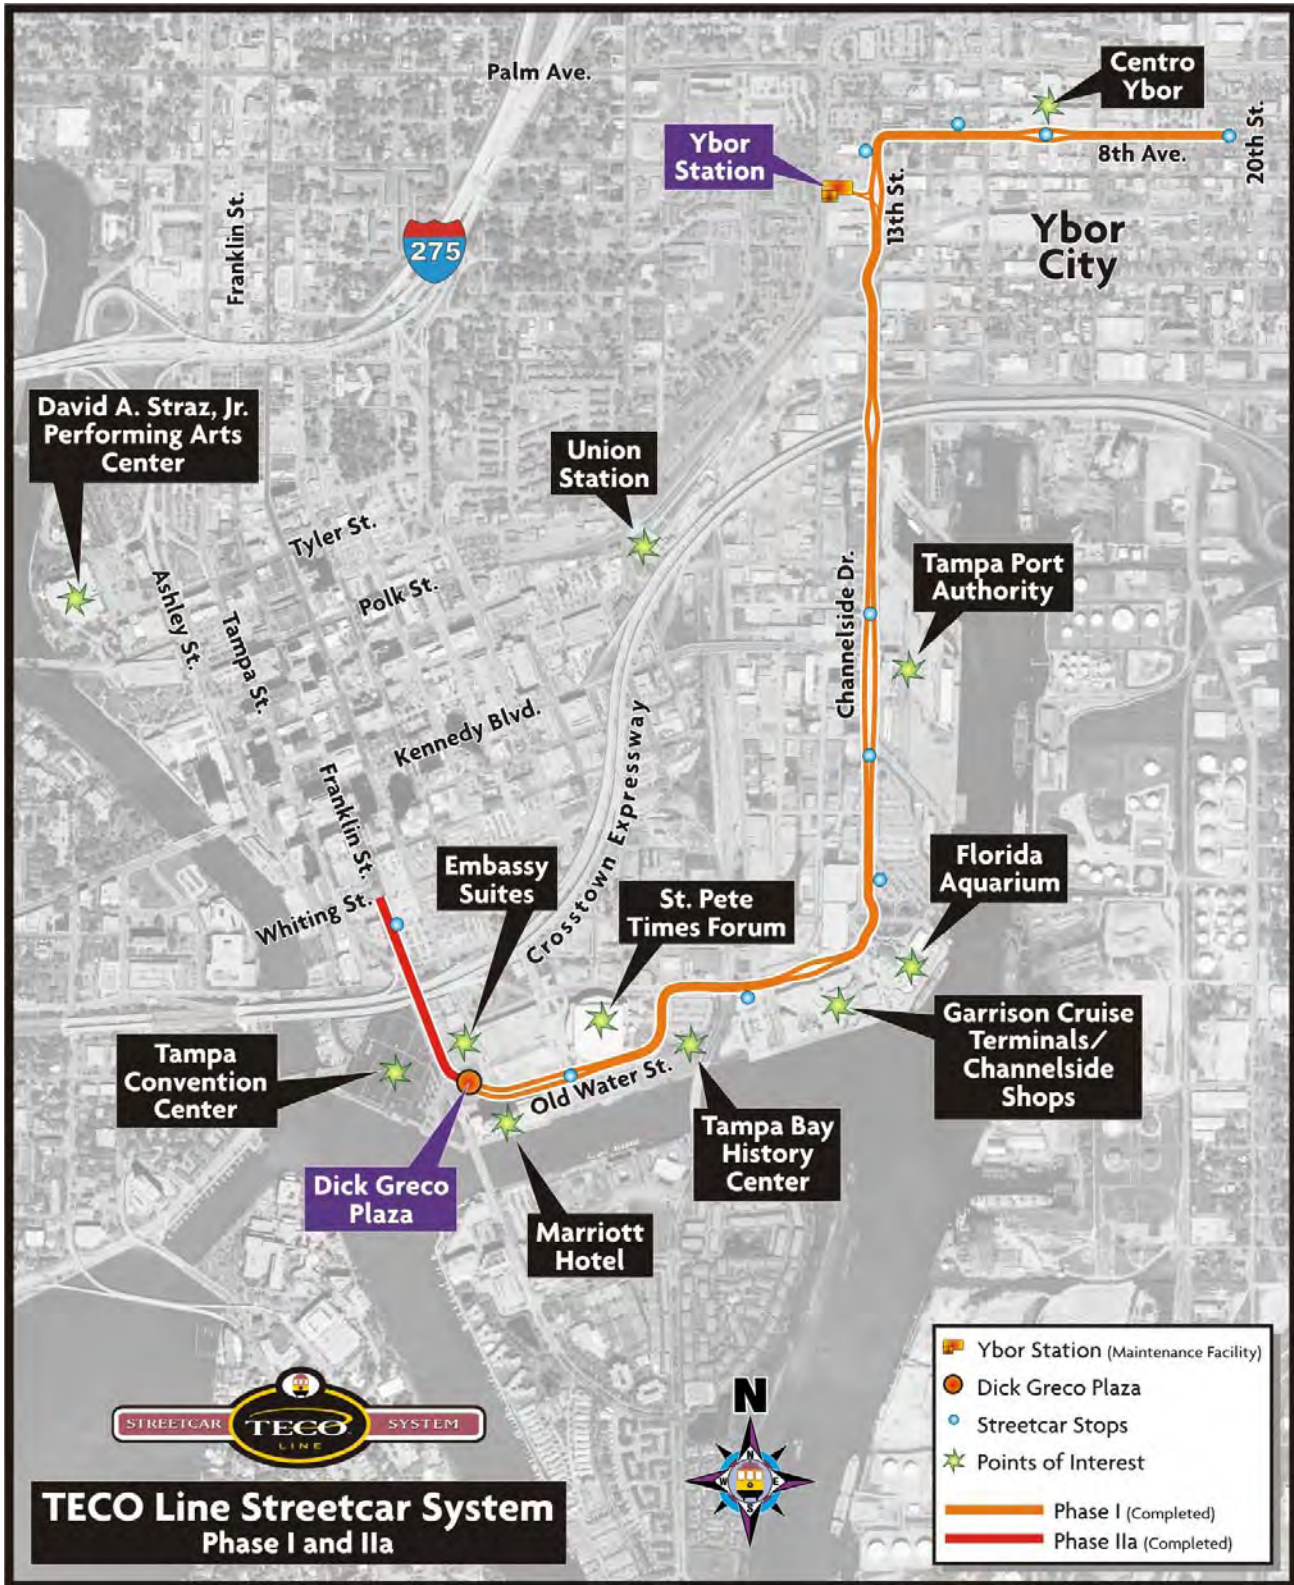 Palm Ave.
Centro
Ybor
Ybor
Station
8th Ave.
20th St.
13th St.
Franklin St.
275
Ybor
City
David A. Straz, Jr.
Performing Arts
Center
Union
Station
Tyler St.
Polk St.
Ashley St.
Tampa St.
Channelside Dr.
Tampa Port
Authority
Kennedy Blvd.
Crosstown Expressway
Franklin St.
Whiting St.
Embassy
Suites
St. Pete
Times Forum
Florida
Aquarium
Tampa
Convention
Center
Garrison Cruise
Terminals/
Channelside
Shops
Old Water St.
Tampa Bay
History
Center
Dick Greco
Plaza
Marriott
Hotel
STREETCAR
TECO
LINE
SYSTEM
TECO Line Streetcar System
Phase I and IIa
N
N
W
E
S
Ybor Station (Maintenance Facility)
Dick Greco Plaza
Streetcar Stops
Points of Interest
Phase I (Completed)
Phase IIa (Completed)